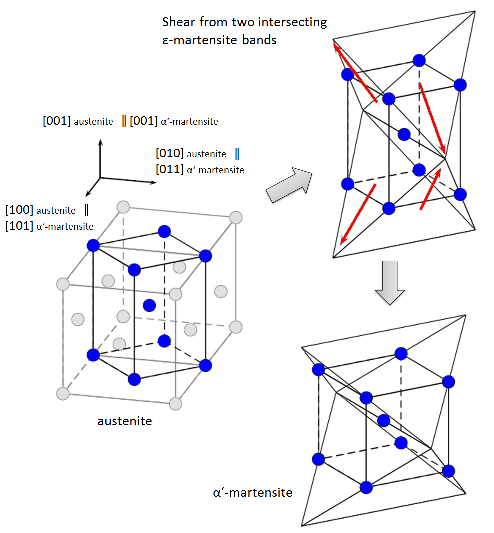 Shear from two intersecting
ε-martensite bands
[001] austenite ‖ [001] α‘-martensite
[010] austenite ‖
[011] α‘ martensite
[100] austenite ‖
[101] α‘-martensite
austenite
α‘-martensite